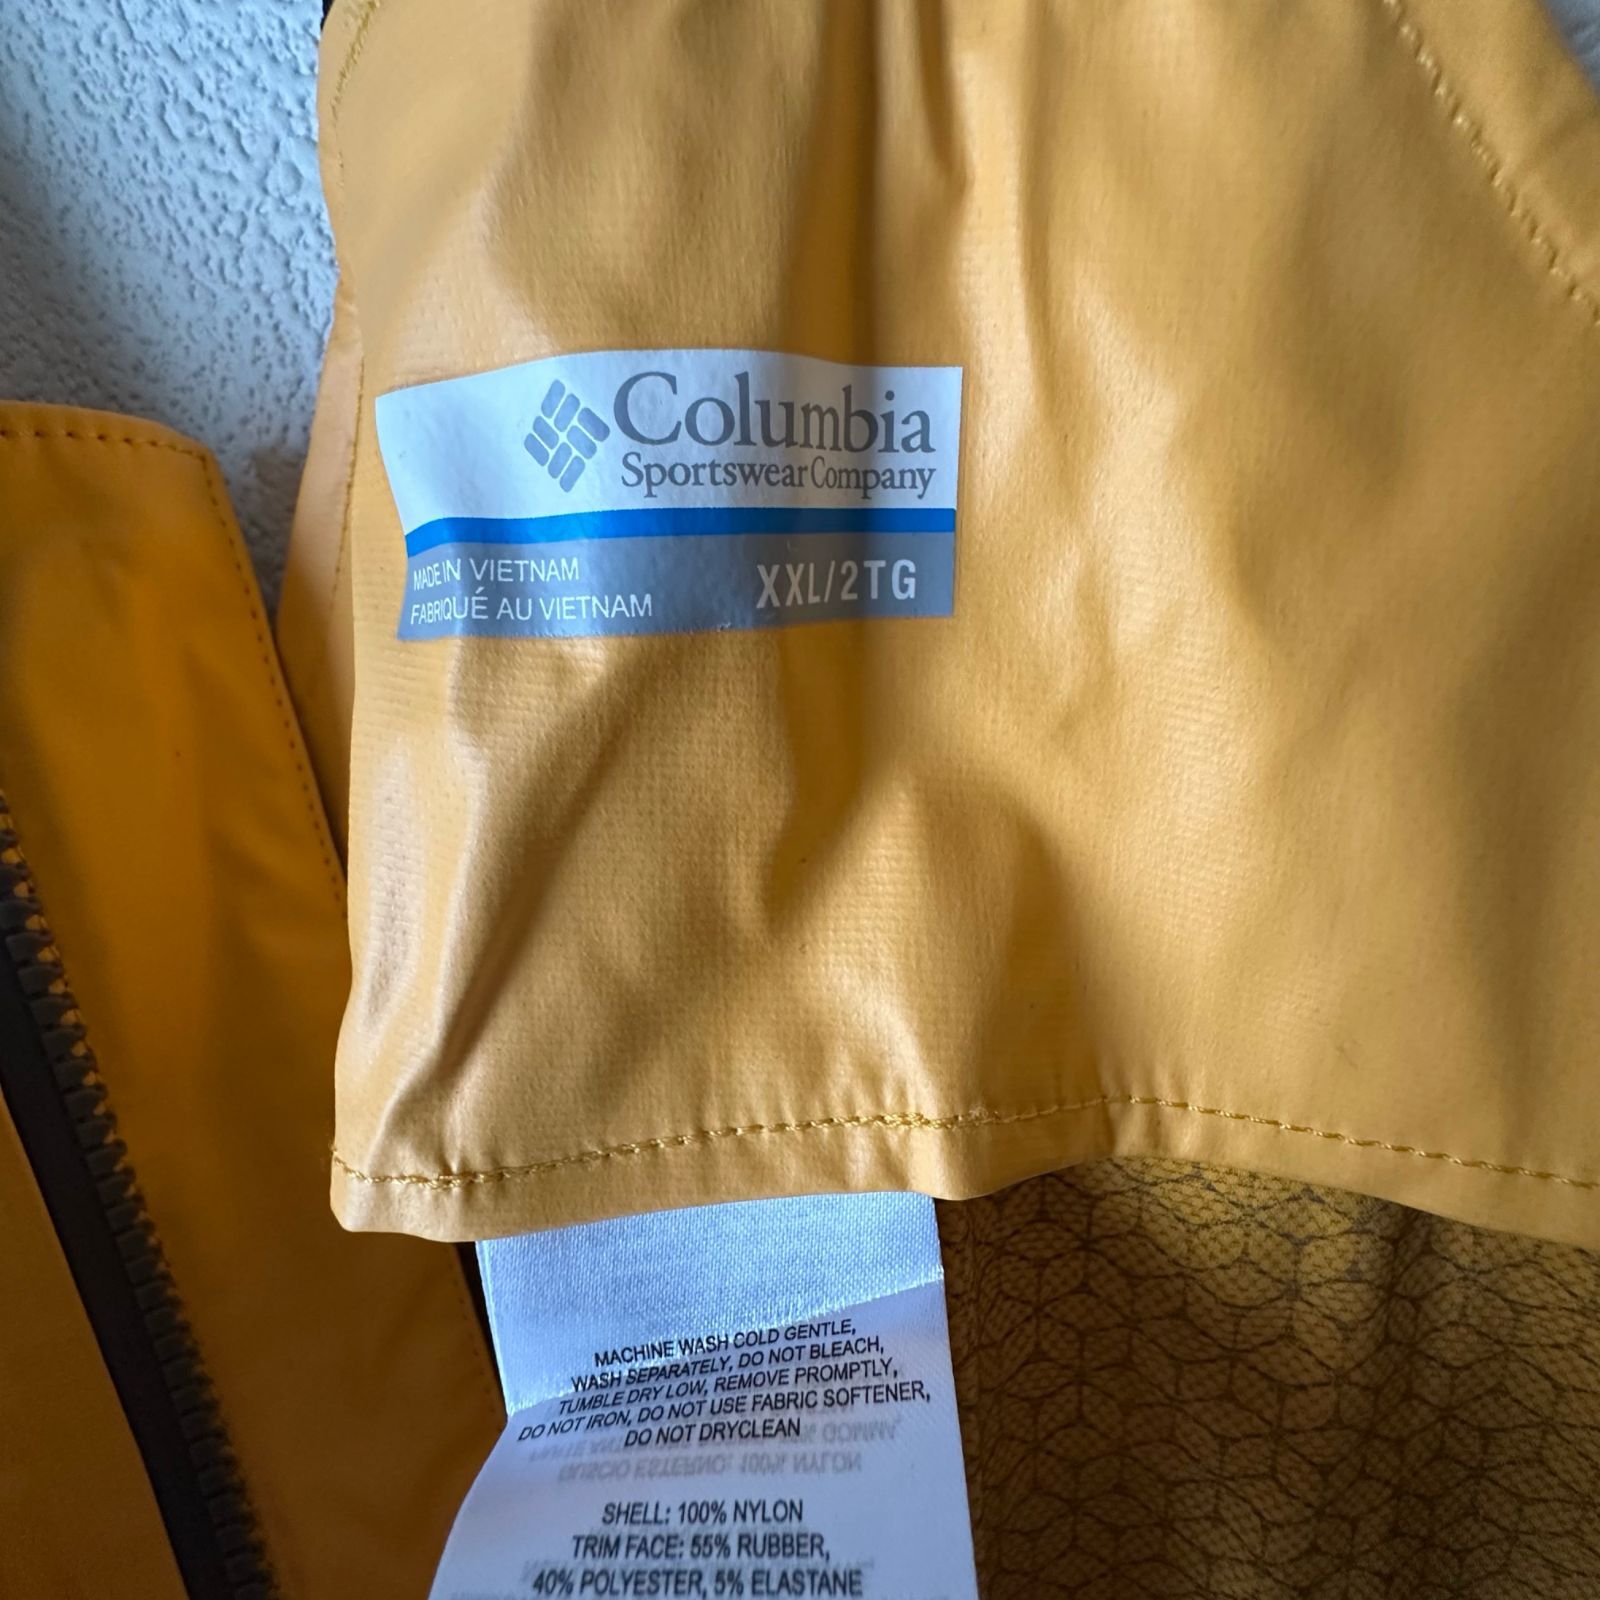 Columbia
Sportswear Company
MADE IN VIETNAM
FABRIQUÉ AU VIETNAM
XXL/2TG
MACHINE WASH COLD GENTLE,
WASH SEPARATELY, DO NOT BLEACH,
TUMBLE DRY LOW, REMOVE PROMPTLY,
DO NOT IRON, DO NOT USE FABRIC SOFTENER,
DO NOT DRYCLEAN
SHELL: 100% NYLON
TRIM FACE: 55% RUBBER,
40% POLYESTER, 5% ELASTANE